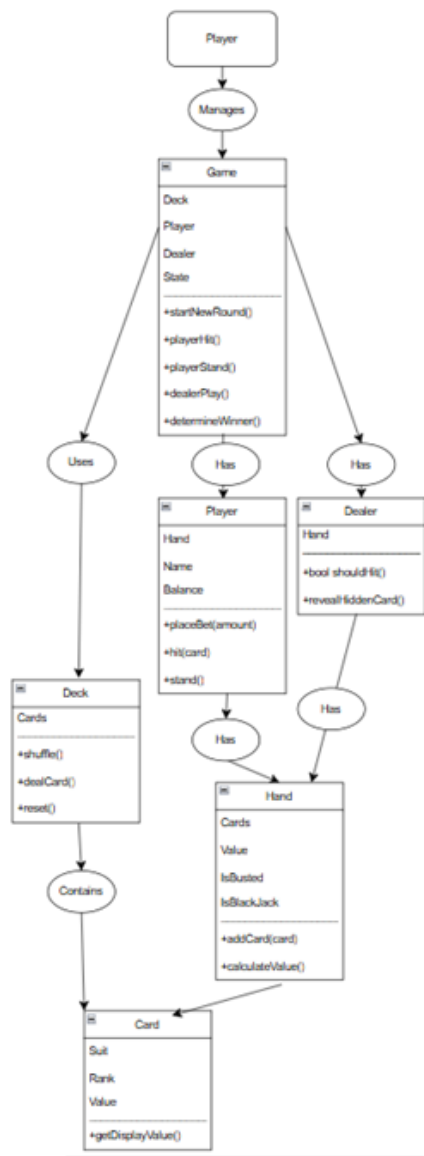 Player
Manages
Game
Deck
Player
Dealer
State
+startNewRound()
+playerHit()
+playerStand()
+dealerPlay()
+determineWinner()
Uses
Has
Has
Player
Hand
Name
Balance
+placeBet(amount)
+hit(card)
+stand()
Dealer
Hand
+bool shouldHit()
+revealHiddenCard()
Has
Has
Deck
Cards
+shuffle()
+dealCard()
+reset()
Hand
Cards
Value
IsBusted
IsBlackJack
+addCard(card)
+calculateValue()
Contains
Card
Suit
Rank
Value
+getDisplayValue()